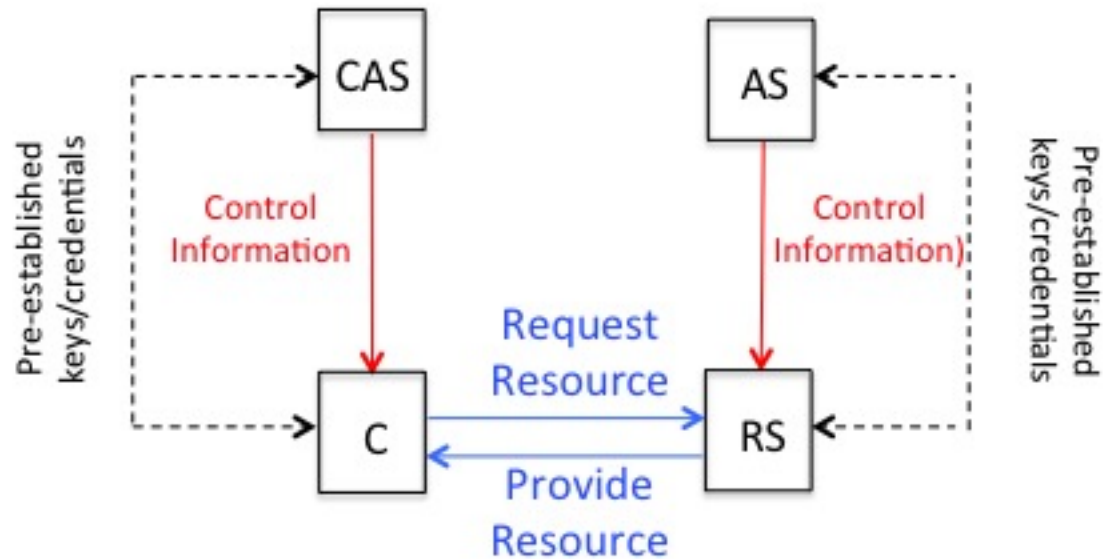 CAS
AS
Pre-established
keys/credentials
Control
Information
Control
Information)
Pre-established
keys/credentials
Request
Resource
C
RS
Provide
Resource